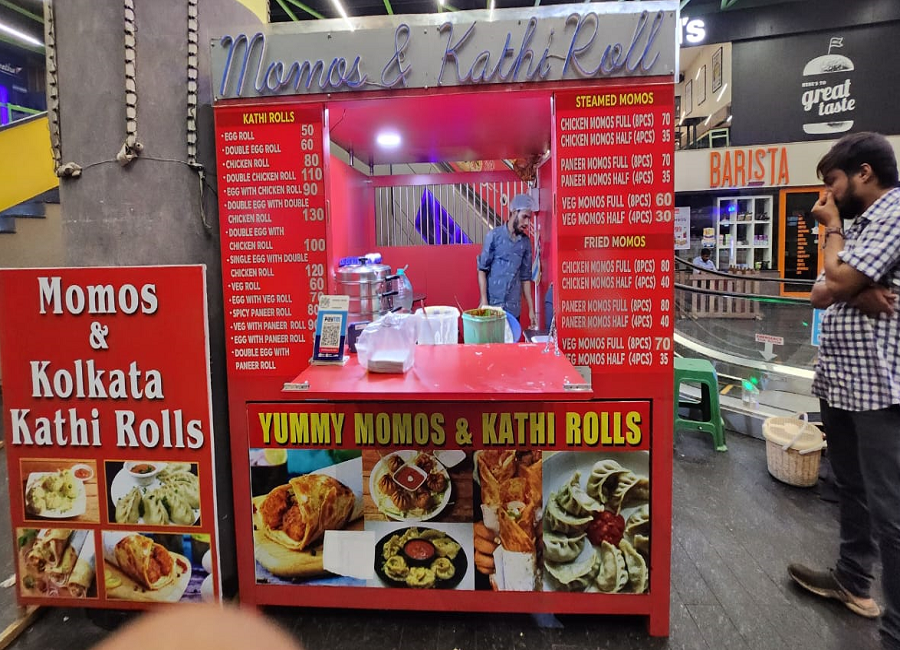 Momos & Kathi Roll
KATHI ROLLS
• EGG ROLL 50
• DOUBLE EGG ROLL 60
• CHICKEN ROLL 80
• DOUBLE CHICKEN ROLL 110
• EGG WITH CHICKEN ROLL 90
• DOUBLE EGG WITH DOUBLE
CHICKEN ROLL 130
• DOUBLE EGG WITH
CHICKEN ROLL 100
• SINGLE EGG WITH DOUBLE
CHICKEN ROLL 120
• VEG ROLL 60
• EGG WITH VEG ROLL
• SPICY PANEER ROLL
• VEG WITH PANEER ROLL
• EGG WITH PANEER ROLL
• DOUBLE EGG WITH
PANEER ROLL
STEAMED MOMOS
CHICKEN MOMOS FULL (8PCS) 70
CHICKEN MOMOS HALF (4PCS) 35
PANEER MOMOS FULL (8PCS) 70
PANEER MOMOS HALF (4PCS) 35
VEG MOMOS FULL (8PCS) 60
VEG MOMOS HALF (4PCS) 30
FRIED MOMOS
CHICKEN MOMOS FULL (8PCS) 80
CHICKEN MOMOS HALF (4PCS) 40
PANEER MOMOS FULL (8PCS) 80
PANEER MOMOS HALF (4PCS) 40
VEG MOMOS FULL (8PCS) 70
VEG MOMOS HALF (4PCS) 35
YUMMY MOMOS & KATHI ROLLS
Momos
&
Kolkata
Kathi Rolls
's
HERE'S TO
great
taste
BARISTA